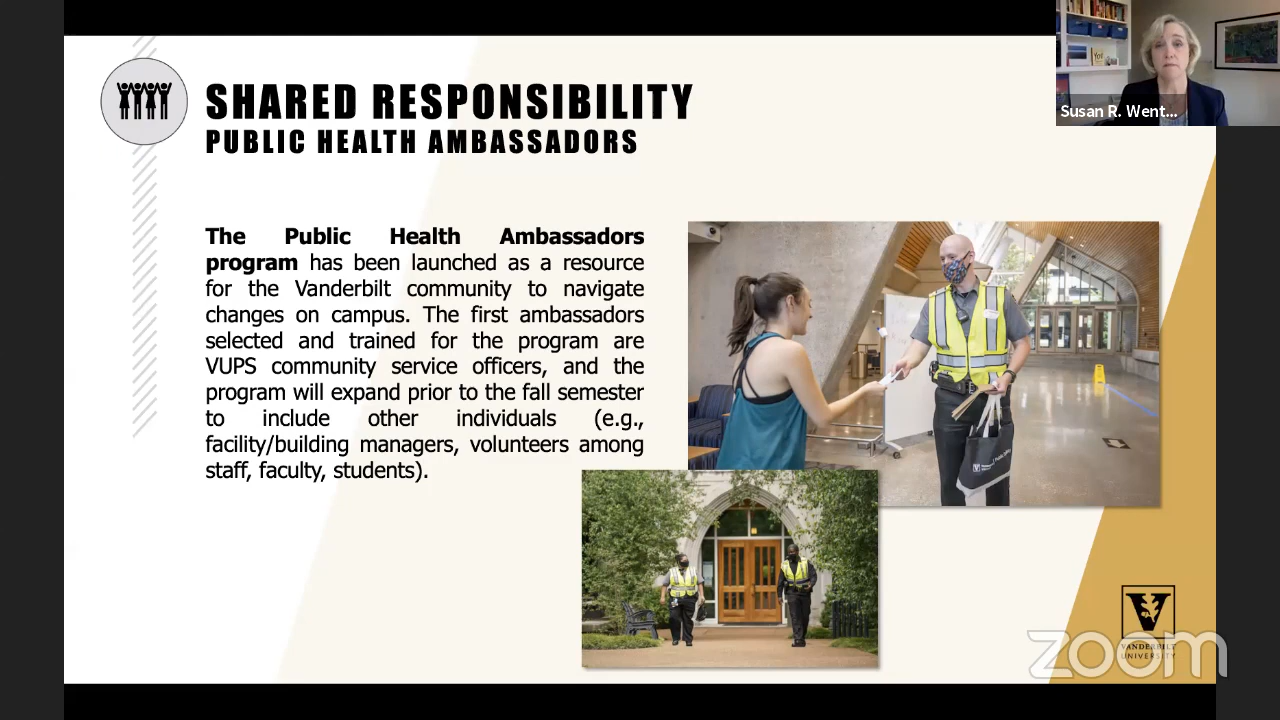 SHARED RESPONSIBILITY
PUBLIC HEALTH AMBASSADORS
Susan R. Went...
The Public Health Ambassadors
program has been launched as a resource
for the Vanderbilt community to navigate
changes on campus. The first ambassadors
selected and trained for the program are
VUPS community service officers, and the
program will expand prior to the fall semester
to include other individuals (e.g.,
facility/building managers, volunteers among
staff, faculty, students).
V
VANDERBILT
UNIVERSITY
zoom